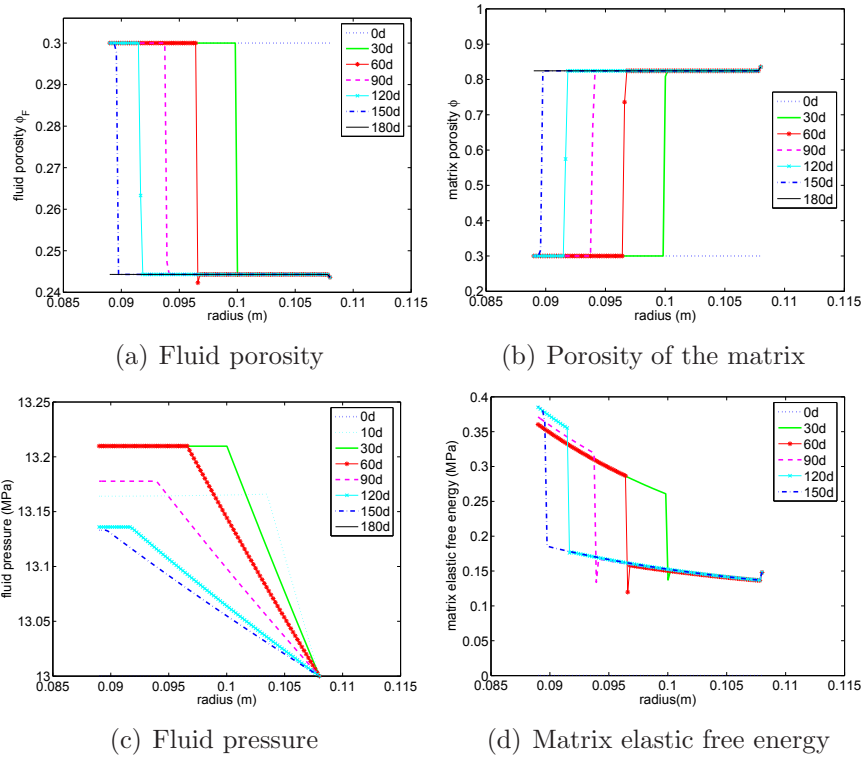 0.3
0.29
0.28
0.27
0.26
0.25
0.24
0.085 0.09 0.095 0.1 0.105 0.11 0.115
radius (m)
fluid porosity ϕ_F
0d
30d
60d
90d
120d
150d
180d
(a) Fluid porosity
1
0.9
0.8
0.7
0.6
0.5
0.4
0.3
0.2
0.085 0.09 0.095 0.1 0.105 0.11 0.115
radius (m)
matrix porosity ϕ
0d
30d
60d
90d
120d
150d
180d
(b) Porosity of the matrix
13.25
13.2
13.15
13.1
13.05
13
0.085 0.09 0.095 0.1 0.105 0.11 0.115
radius (m)
fluid pressure (MPa)
0d
10d
30d
60d
90d
120d
150d
180d
(c) Fluid pressure
0.4
0.35
0.3
0.25
0.2
0.15
0.1
0.05
0
0.085 0.09 0.095 0.1 0.105 0.11 0.115
radius(m)
matrix elastic free energy (MPa)
0d
30d
60d
90d
120d
150d
(d) Matrix elastic free energy